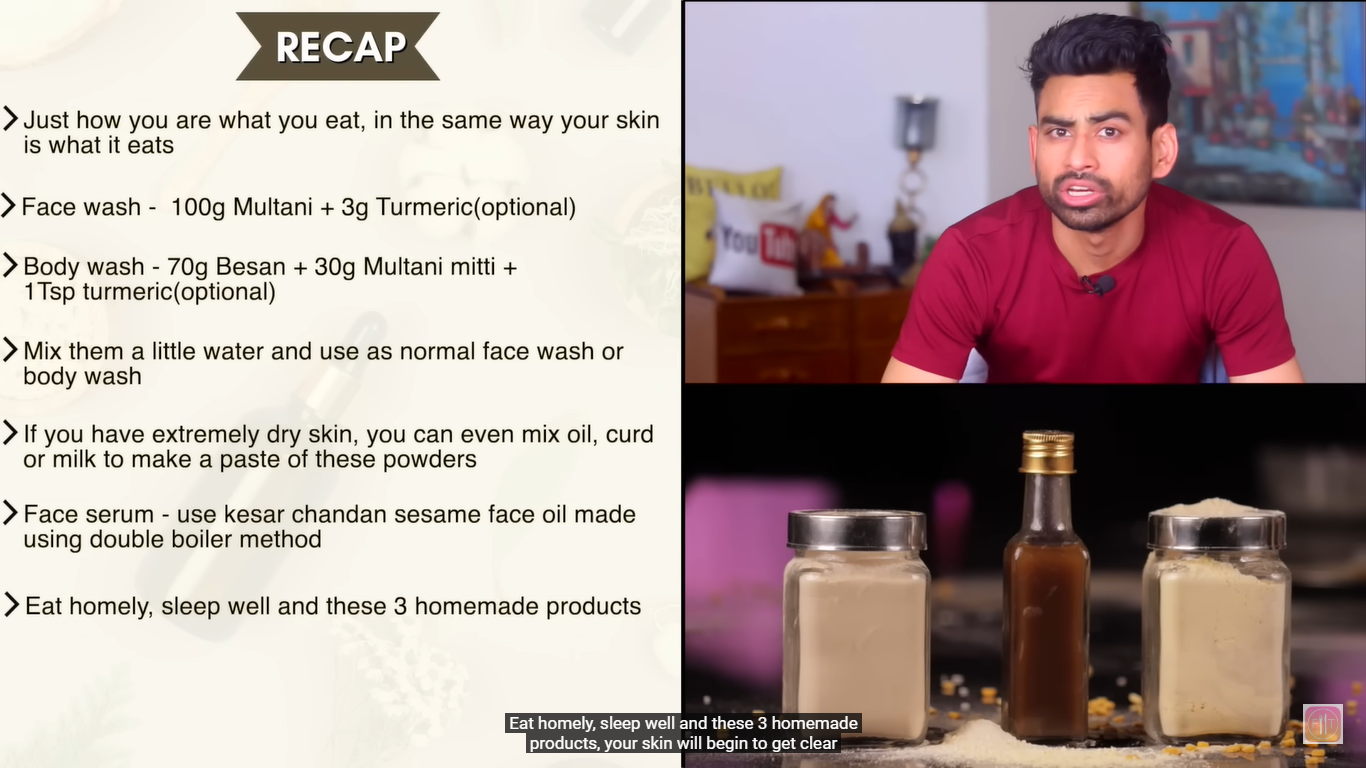 RECAP
Just how you are what you eat, in the same way your skin
is what it eats
Face wash -  100g Multani + 3g Turmeric(optional)
Body wash - 70g Besan + 30g Multani mitti +
1Tsp turmeric(optional)
Mix them a little water and use as normal face wash or
body wash
If you have extremely dry skin, you can even mix oil, curd
or milk to make a paste of these powders
Face serum - use kesar chandan sesame face oil made
using double boiler method
Eat homely, sleep well and these 3 homemade products
You Tube
Eat homely, sleep well and these 3 homemade
products, your skin will begin to get clear